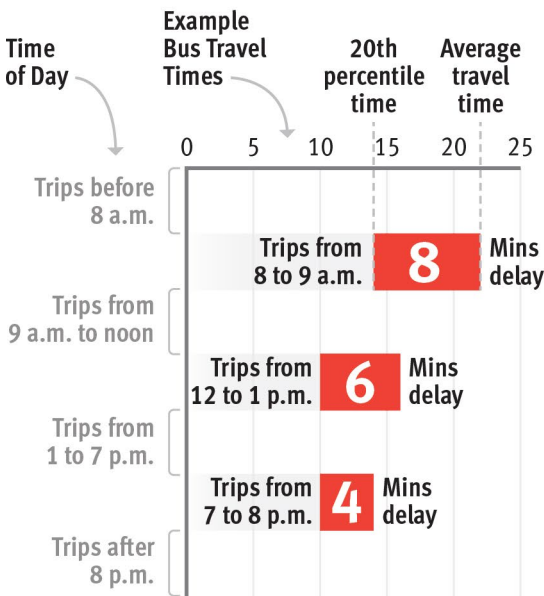 Time
of Day
Example
Bus Travel
Times
20th
percentile
time
Average
travel
time
0 5 10 15 20 25
Trips before
8 a.m.
Trips from
8 to 9 a.m.
8
Mins
delay
Trips from
9 a.m. to noon
Trips from
12 to 1 p.m.
6
Mins
delay
Trips from
1 to 7 p.m.
Trips from
7 to 8 p.m.
4
Mins
delay
Trips after
8 p.m.